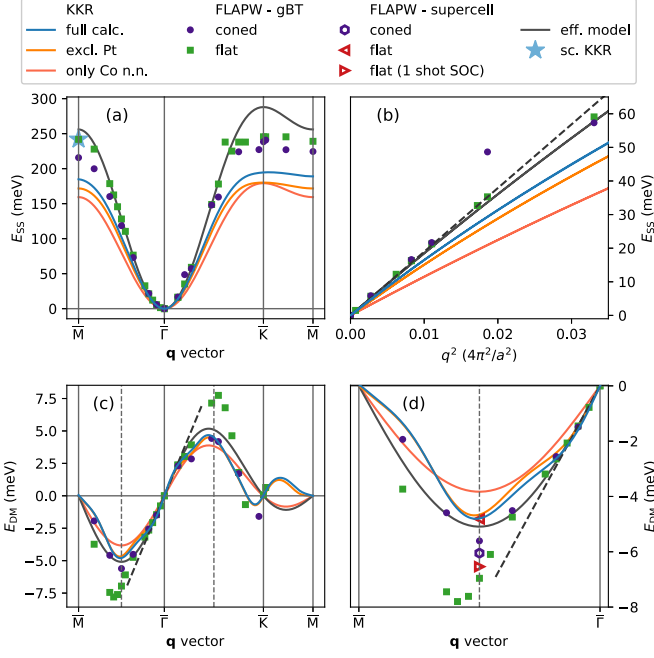 KKR FLAPW - gBT FLAPW - supercell
full calc. coned coned eff. model
excl. Pt flat flat sc. KKR
only Co n.n. flat (1 shot SOC)
(a) (b)
300
250
200
150
100
50
0
E_SS (meV)
M̅ Γ̅ K̅ M̅
q vector
60
50
40
30
20
10
0
E_SS (meV)
0.00 0.01 0.02 0.03
q² (4π²/a²)
(c) (d)
7.5
5.0
2.5
0.0
−2.5
−5.0
−7.5
E_DM (meV)
M̅ Γ̅ K̅ M̅
q vector
0
−2
−4
−6
−8
E_DM (meV)
M̅ Γ̅
q vector